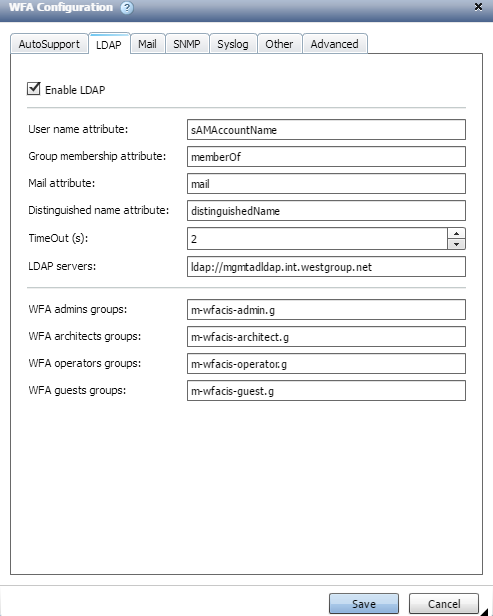 WFA Configuration ?
AutoSupport LDAP Mail SNMP Syslog Other Advanced
Enable LDAP
User name attribute: sAMAccountName
Group membership attribute: memberOf
Mail attribute: mail
Distinguished name attribute: distinguishedName
TimeOut (s): 2
LDAP servers: ldap://mgmtadldap.int.westgroup.net
WFA admins groups: m-wfacis-admin.g
WFA architects groups: m-wfacis-architect.g
WFA operators groups: m-wfacis-operator.g
WFA guests groups: m-wfacis-guest.g
Save Cancel